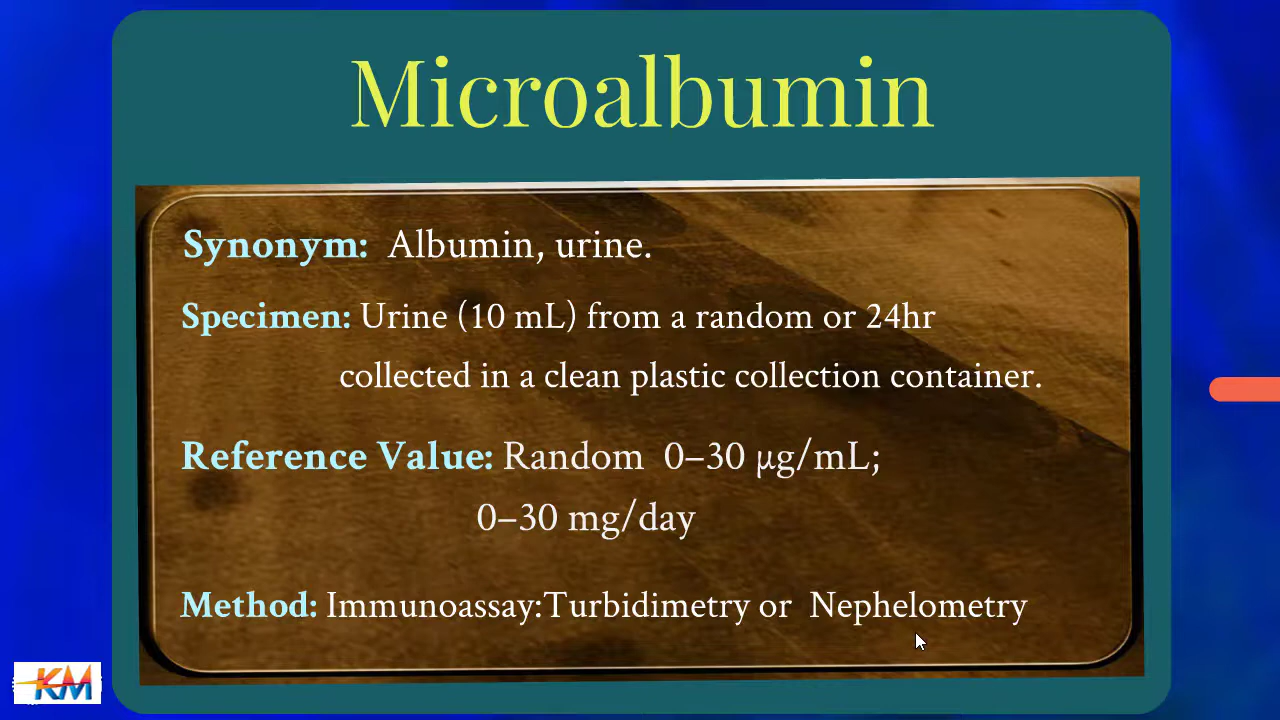 Microalbumin
Synonym: Albumin, urine.
Specimen: Urine (10 mL) from a random or 24hr
collected in a clean plastic collection container.
Reference Value: Random 0–30 µg/mL;
0–30 mg/day
Method: Immunoassay:Turbidimetry or Nephelometry
KM